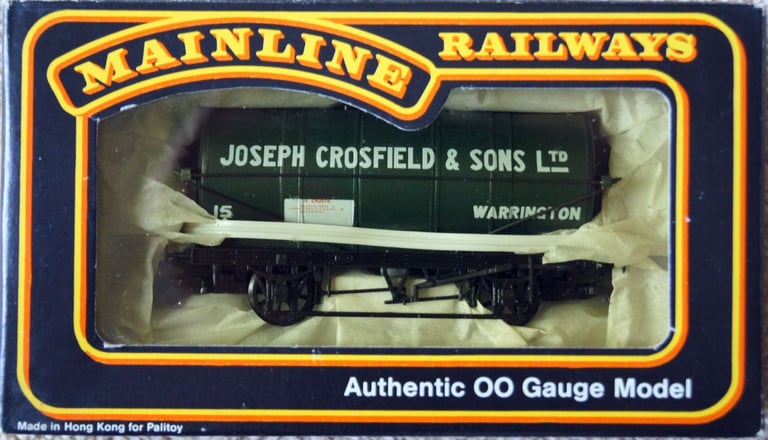 MAINLINE RAILWAYS
JOSEPH CROSFIELD & SONS LTD
15
WARRINGTON
Authentic OO Gauge Model
Made in Hong Kong for Palitoy